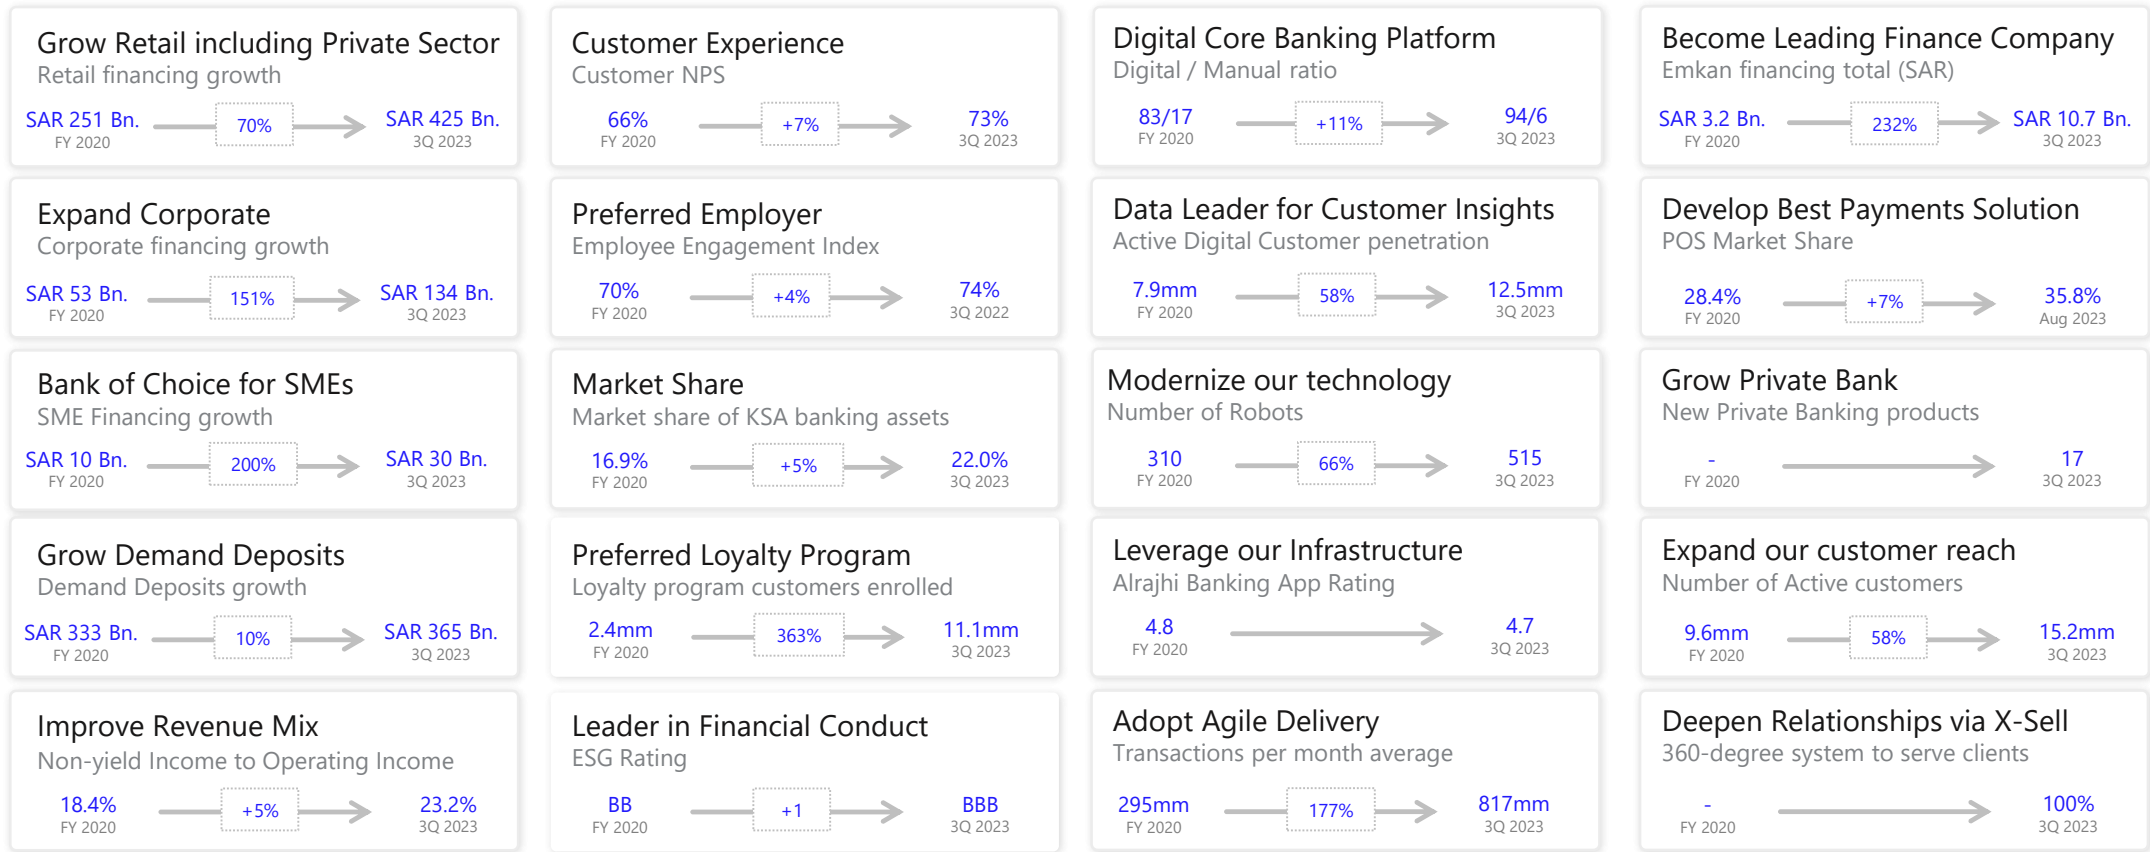 Grow Retail including Private Sector
Retail financing growth
SAR 251 Bn.
FY 2020
70%
SAR 425 Bn.
3Q 2023
Customer Experience
Customer NPS
66%
FY 2020
+7%
73%
3Q 2023
Digital Core Banking Platform
Digital / Manual ratio
83/17
FY 2020
+11%
94/6
3Q 2023
Become Leading Finance Company
Emkan financing total (SAR)
SAR 3.2 Bn.
FY 2020
232%
SAR 10.7 Bn.
3Q 2023
Expand Corporate
Corporate financing growth
SAR 53 Bn.
FY 2020
151%
SAR 134 Bn.
3Q 2023
Preferred Employer
Employee Engagement Index
70%
FY 2020
+4%
74%
3Q 2022
Data Leader for Customer Insights
Active Digital Customer penetration
7.9mm
FY 2020
58%
12.5mm
3Q 2023
Develop Best Payments Solution
POS Market Share
28.4%
FY 2020
+7%
35.8%
Aug 2023
Bank of Choice for SMEs
SME Financing growth
SAR 10 Bn.
FY 2020
200%
SAR 30 Bn.
3Q 2023
Market Share
Market share of KSA banking assets
16.9%
FY 2020
+5%
22.0%
3Q 2023
Modernize our technology
Number of Robots
310
FY 2020
66%
515
3Q 2023
Grow Private Bank
New Private Banking products
-
FY 2020
17
3Q 2023
Grow Demand Deposits
Demand Deposits growth
SAR 333 Bn.
FY 2020
10%
SAR 365 Bn.
3Q 2023
Preferred Loyalty Program
Loyalty program customers enrolled
2.4mm
FY 2020
363%
11.1mm
3Q 2023
Leverage our Infrastructure
Alrajhi Banking App Rating
4.8
FY 2020
4.7
3Q 2023
Expand our customer reach
Number of Active customers
9.6mm
FY 2020
58%
15.2mm
3Q 2023
Improve Revenue Mix
Non-yield Income to Operating Income
18.4%
FY 2020
+5%
23.2%
3Q 2023
Leader in Financial Conduct
ESG Rating
BB
FY 2020
+1
BBB
3Q 2023
Adopt Agile Delivery
Transactions per month average
295mm
FY 2020
177%
817mm
3Q 2023
Deepen Relationships via X-Sell
360-degree system to serve clients
-
FY 2020
100%
3Q 2023